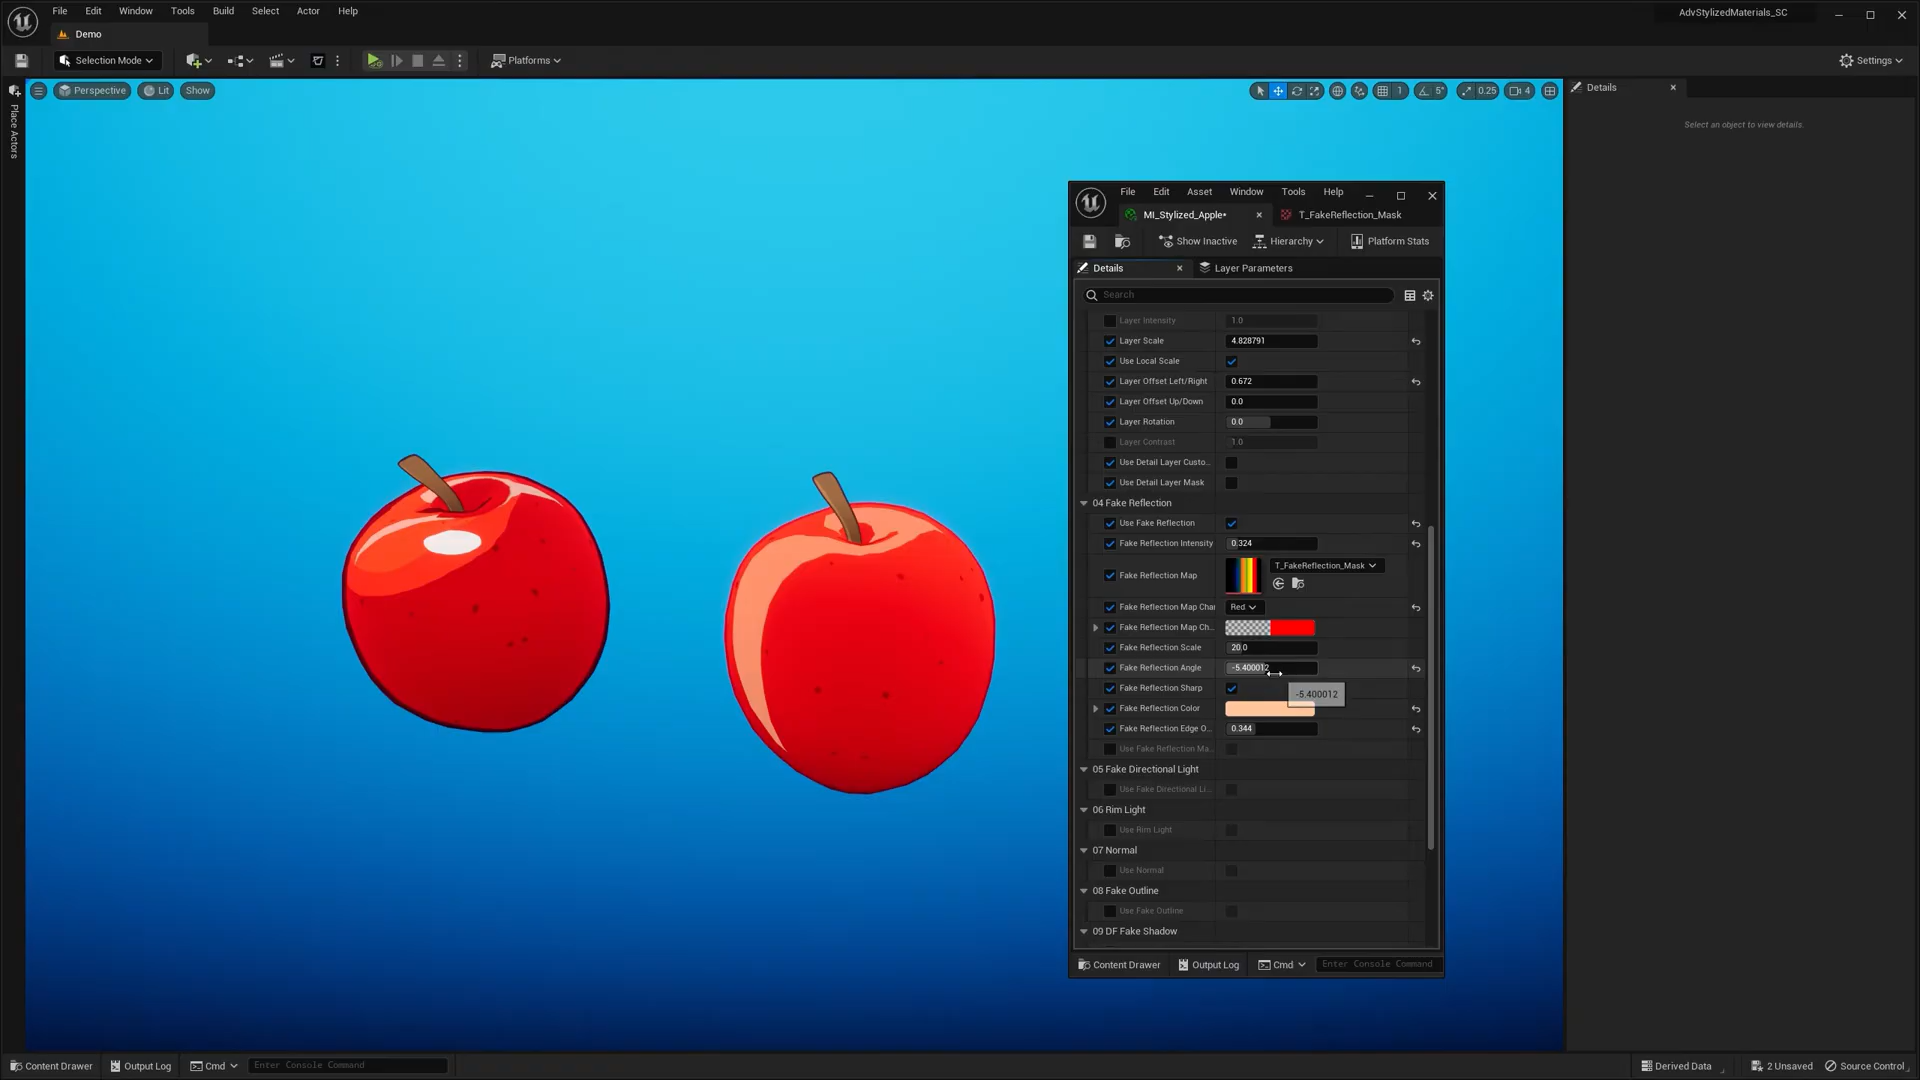 File Edit Window Tools Build Select Actor Help
AdvStylizedMaterials_SC
Demo
Selection Mode
Platforms
Settings
Perspective Lit Show
1 5° 0.25 4
Place Actors
Details
Select an object to view details.
File Edit Asset Window Tools Help
MI_Stylized_Apple*
T_FakeReflection_Mask
Show Inactive Hierarchy Platform Stats
Details
Layer Parameters
Search
Layer Intensity 1.0
Layer Scale 4.828791
Use Local Scale
Layer Offset Left/Right 0.672
Layer Offset Up/Down 0.0
Layer Rotation 0.0
Layer Contrast 1.0
Use Detail Layer Custo...
Use Detail Layer Mask
04 Fake Reflection
Use Fake Reflection
Fake Reflection Intensity 0.324
Fake Reflection Map T_FakeReflection_Mask
Fake Reflection Map Cha Red
Fake Reflection Map Ch...
Fake Reflection Scale 20.0
Fake Reflection Angle -5.400012
Fake Reflection Sharp
-5.400012
Fake Reflection Color
Fake Reflection Edge O... 0.344
Use Fake Reflection Ma...
05 Fake Directional Light
Use Fake Directional Li...
06 Rim Light
Use Rim Light
07 Normal
Use Normal
08 Fake Outline
Use Fake Outline
09 DF Fake Shadow
Content Drawer Output Log Cmd Enter Console Command
Content Drawer Output Log Cmd Enter Console Command
Derived Data 2 Unsaved Source Control